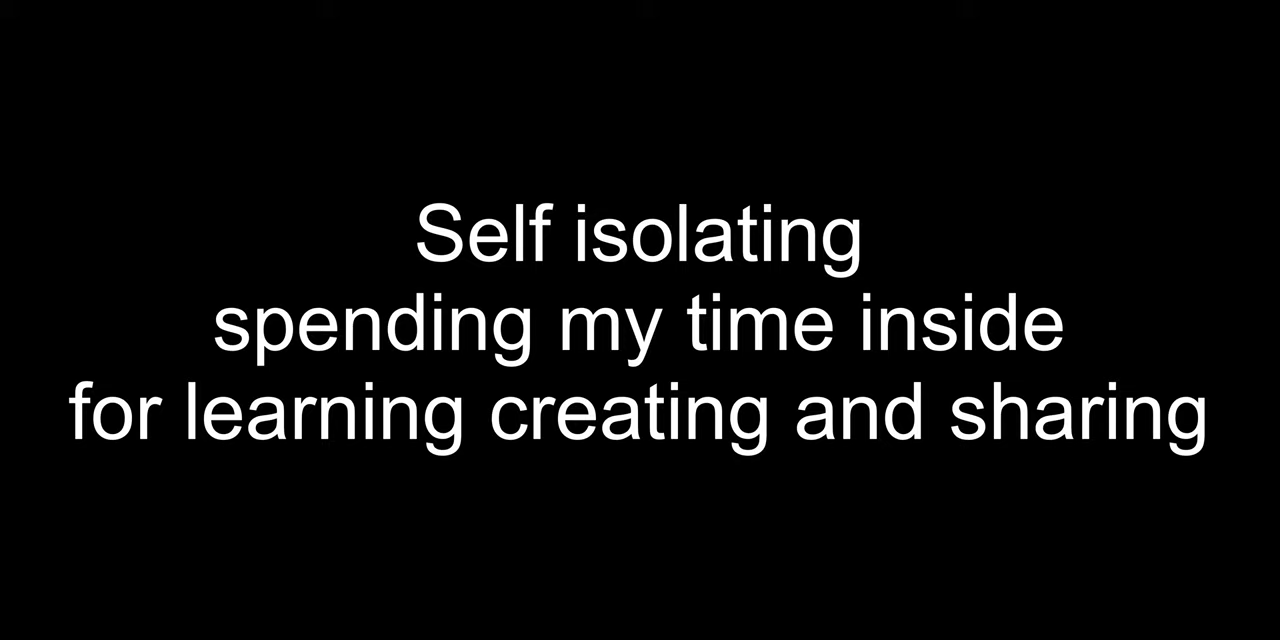 Self isolating
spending my time inside
for learning creating and sharing